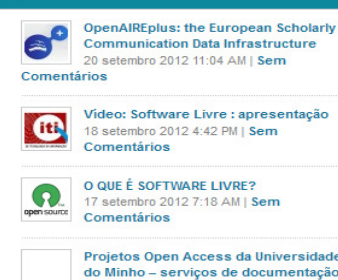 OpenAIREplus: the European Scholarly
Communication Data Infrastructure
20 setembro 2012 11:04 AM | Sem
Comentários
iti
Vídeo: Software Livre : apresentação
18 setembro 2012 4:42 PM | Sem
Comentários
open source
O QUE É SOFTWARE LIVRE?
17 setembro 2012 7:18 AM | Sem
Comentários
Projetos Open Access da Universidade
do Minho – serviços de documentação